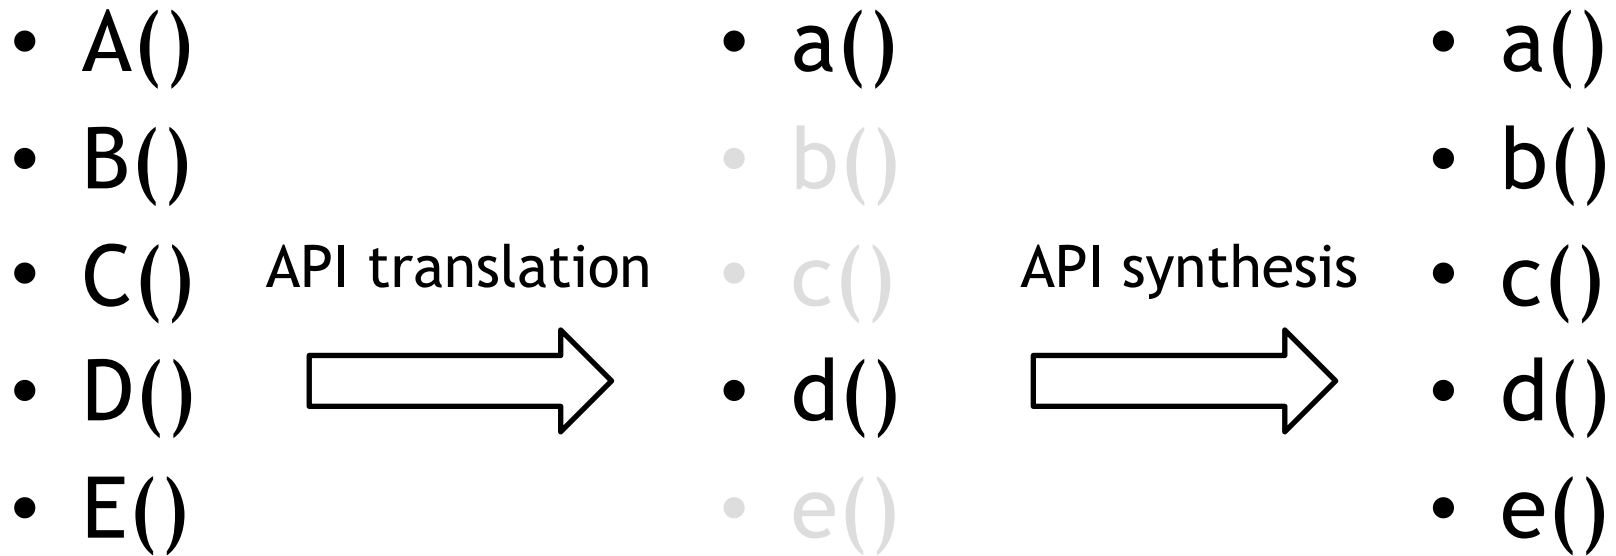 • A()
• B()
• C()
• D()
• E()
API translation
• a()
• b()
• c()
• d()
• e()
API synthesis
• a()
• b()
• c()
• d()
• e()